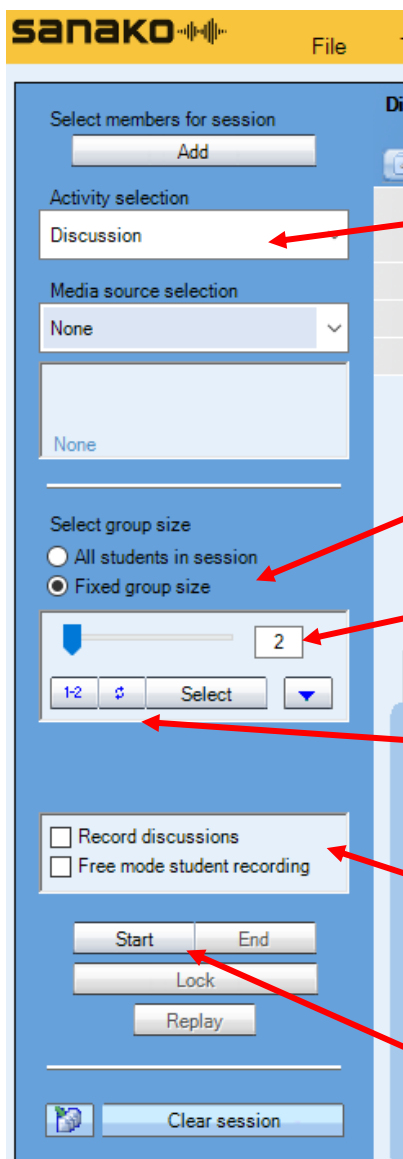 sanako
File
Select members for session
Add
Activity selection
Discussion
Media source selection
None
None
Select group size
All students in session
Fixed group size
2
1-2 Select
Record discussions
Free mode student recording
Start End
Lock
Replay
Clear session